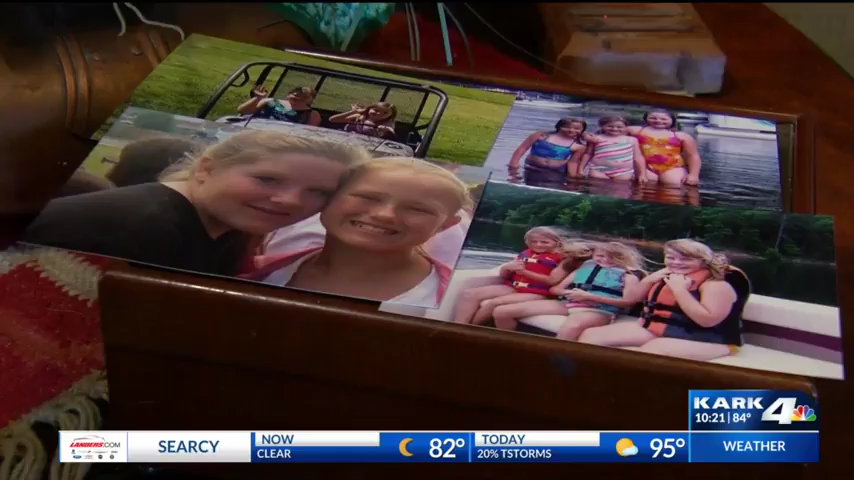 KARK 4
10:21 84°
LANDERS.COM
SEARCY
NOW
CLEAR
82°
TODAY
20% TSTORMS
95°
WEATHER